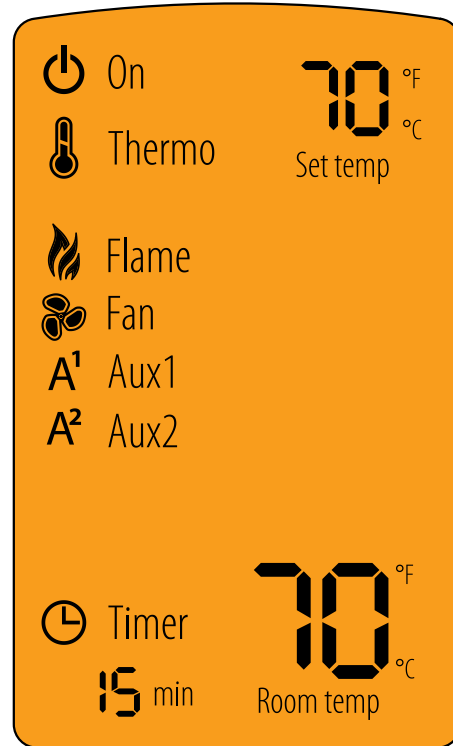 On
70 °F
°C
Set temp
Thermo
Flame
Fan
A¹ Aux1
A² Aux2
Timer
15 min
70 °F
°C
Room temp